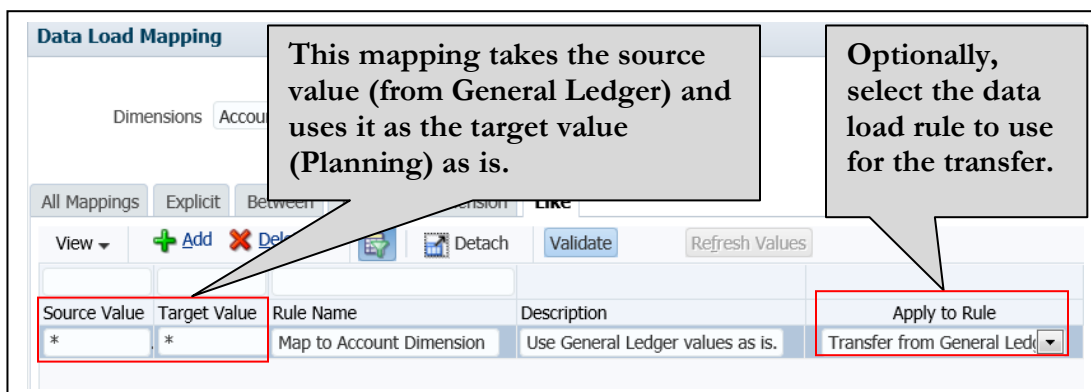 Data Load Mapping
This mapping takes the source
value (from General Ledger) and
uses it as the target value
(Planning) as is.
Optionally,
select the data
load rule to use
for the transfer.
Dimensions
All Mappings Explicit Like
View Add Detach Validate Refresh Values
Source Value Target Value Rule Name Description Apply to Rule
* * Map to Account Dimension Use General Ledger values as is. Transfer from General